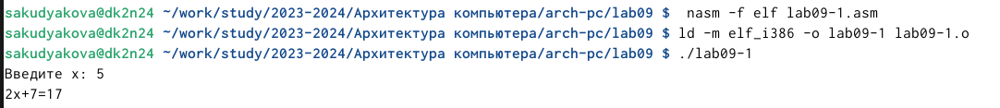 sakudyakova@dk2n24 ~/work/study/2023-2024/Архитектура компьютера/arch-pc/lab09 $  nasm -f elf lab09-1.asm
sakudyakova@dk2n24 ~/work/study/2023-2024/Архитектура компьютера/arch-pc/lab09 $ ld -m elf_i386 -o lab09-1 lab09-1.o
sakudyakova@dk2n24 ~/work/study/2023-2024/Архитектура компьютера/arch-pc/lab09 $ ./lab09-1
Введите x: 5
2x+7=17